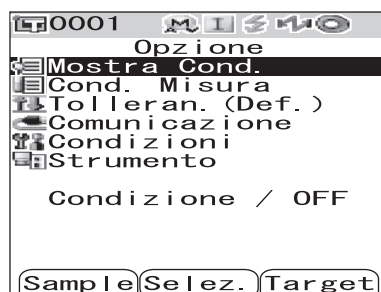 0001
Opzione
Mostra Cond.
Cond. Misura
Tolleran. (Def.)
Comunicazione
Condizioni
Strumento
Condizione / OFF
Sample Selez. Target